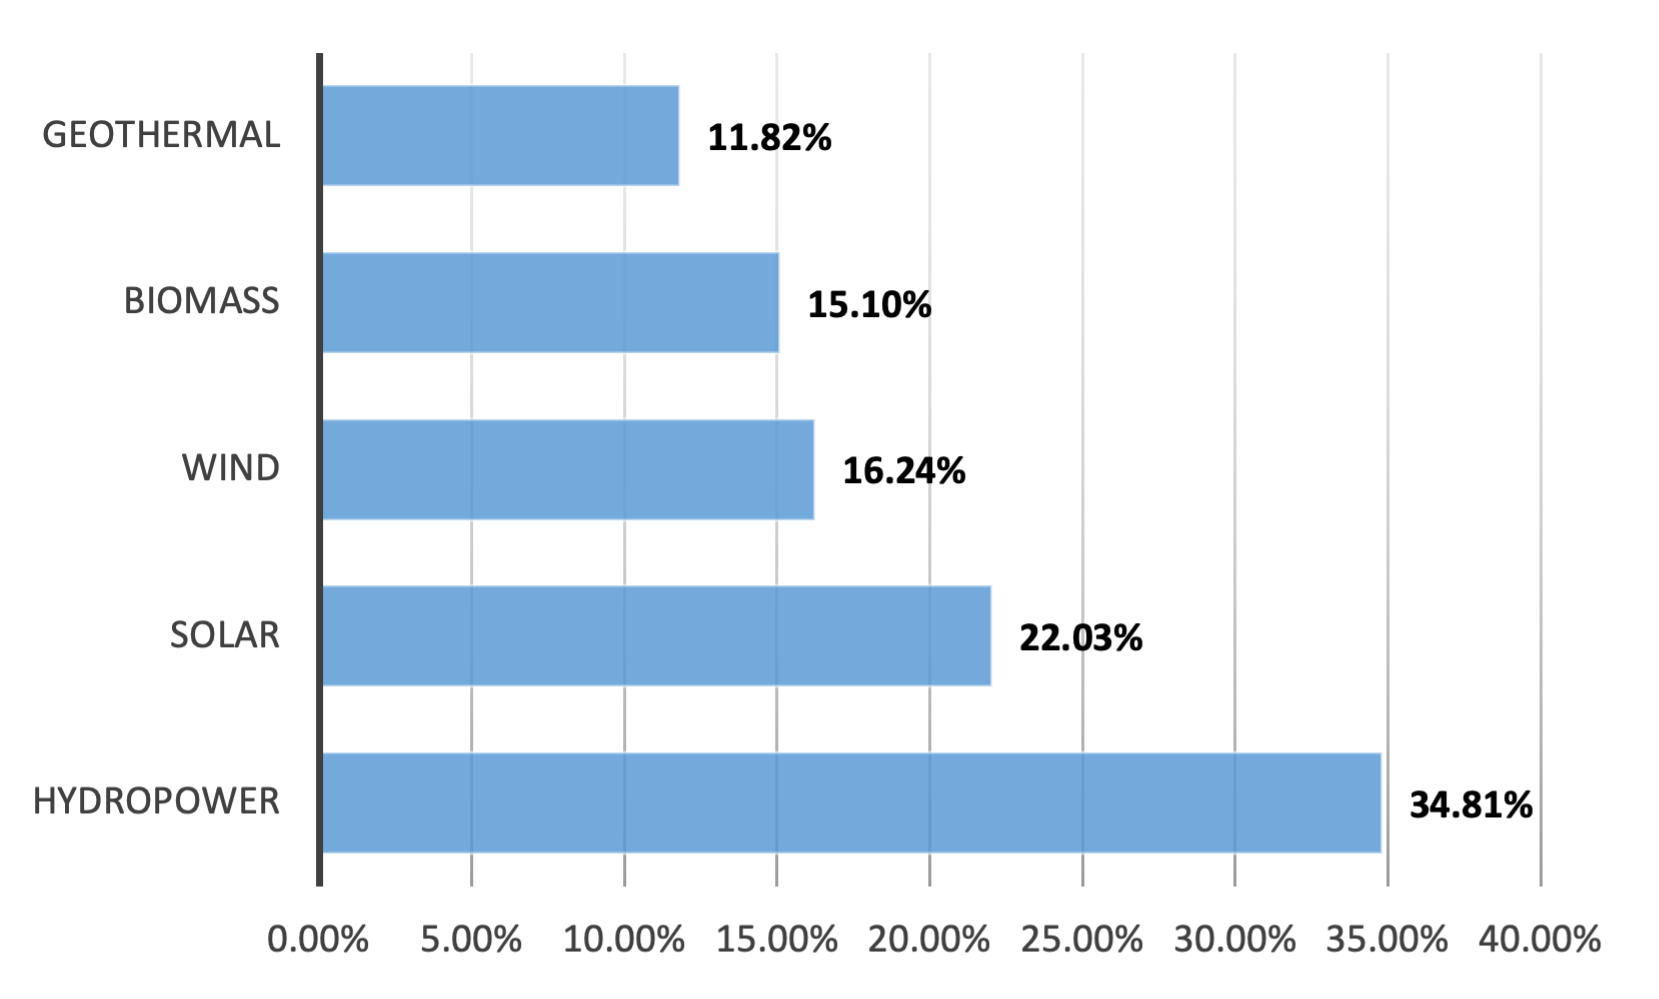 GEOTHERMAL
11.82%
BIOMASS
15.10%
WIND
16.24%
SOLAR
22.03%
HYDROPOWER
34.81%
0.00% 5.00% 10.00% 15.00% 20.00% 25.00% 30.00% 35.00% 40.00%